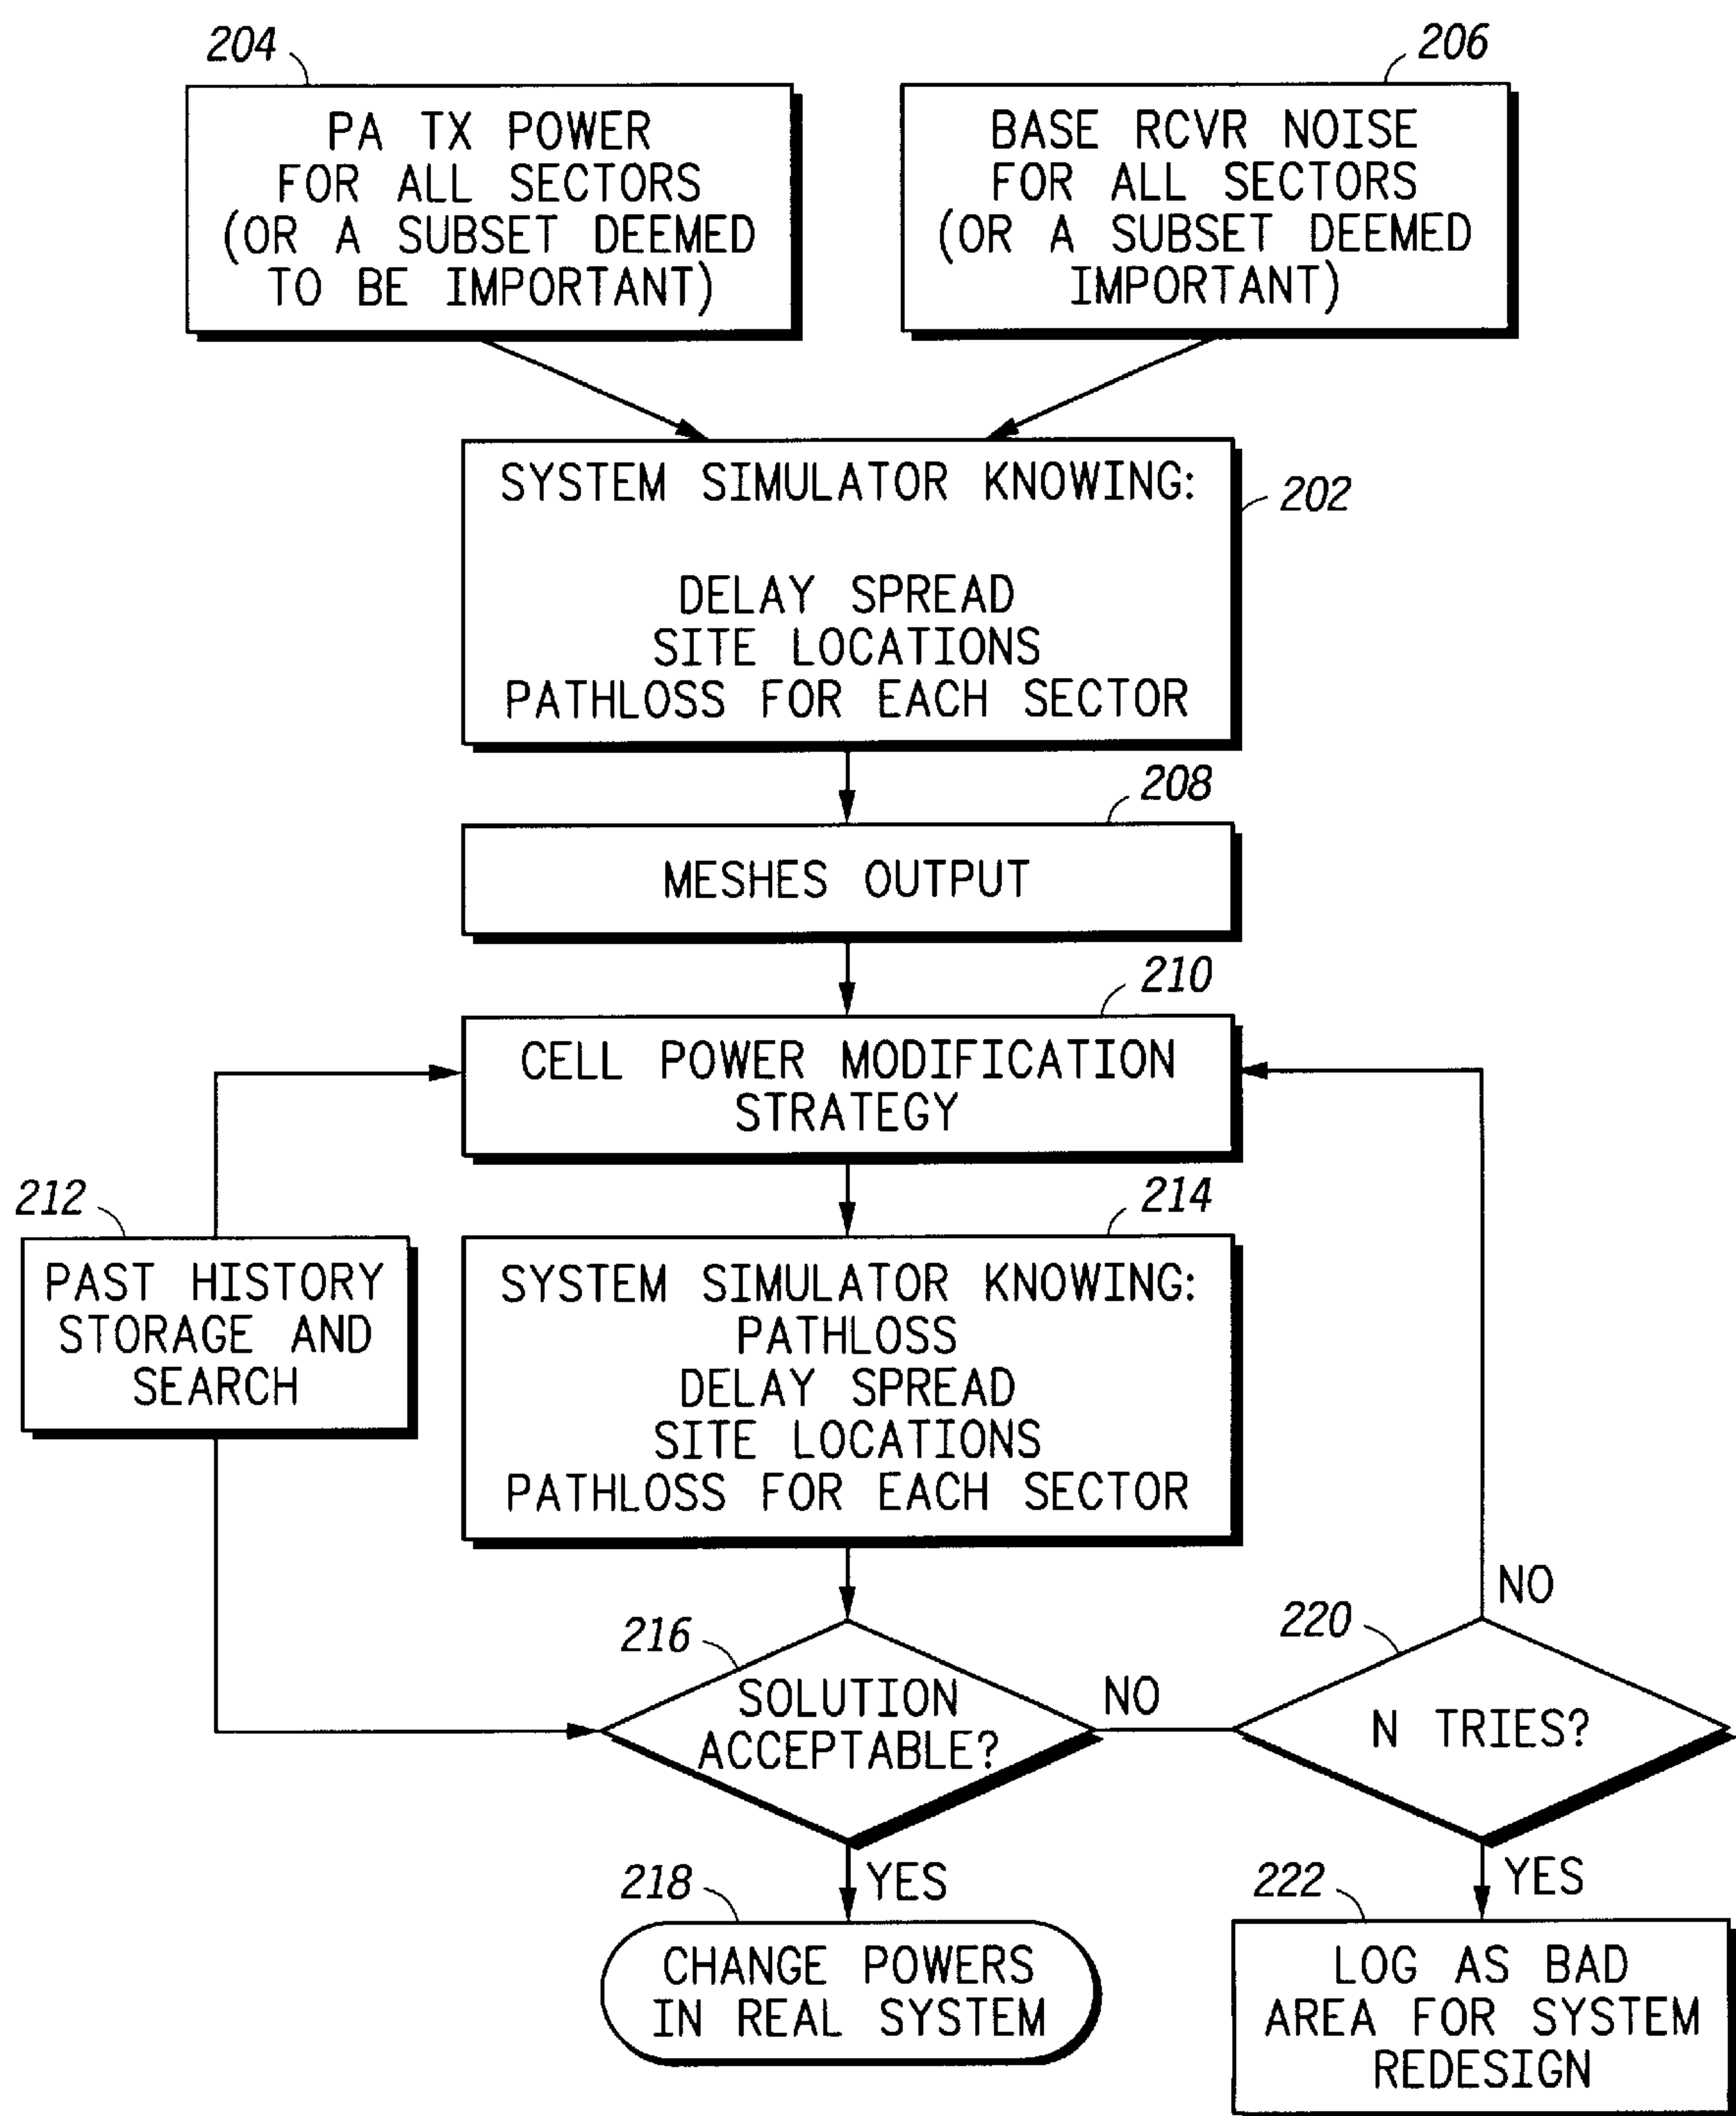 204
PA TX POWER
FOR ALL SECTORS
(OR A SUBSET DEEMED
TO BE IMPORTANT)
206
BASE RCVR NOISE
FOR ALL SECTORS
(OR A SUBSET DEEMED
IMPORTANT)
202
SYSTEM SIMULATOR KNOWING:
DELAY SPREAD
SITE LOCATIONS
PATHLOSS FOR EACH SECTOR
208
MESHES OUTPUT
210
CELL POWER MODIFICATION
STRATEGY
212
PAST HISTORY
STORAGE AND
SEARCH
214
SYSTEM SIMULATOR KNOWING:
PATHLOSS
DELAY SPREAD
SITE LOCATIONS
PATHLOSS FOR EACH SECTOR
216
SOLUTION
ACCEPTABLE?
NO
220
N TRIES?
NO
YES
218
CHANGE POWERS
IN REAL SYSTEM
YES
222
LOG AS BAD
AREA FOR SYSTEM
REDESIGN